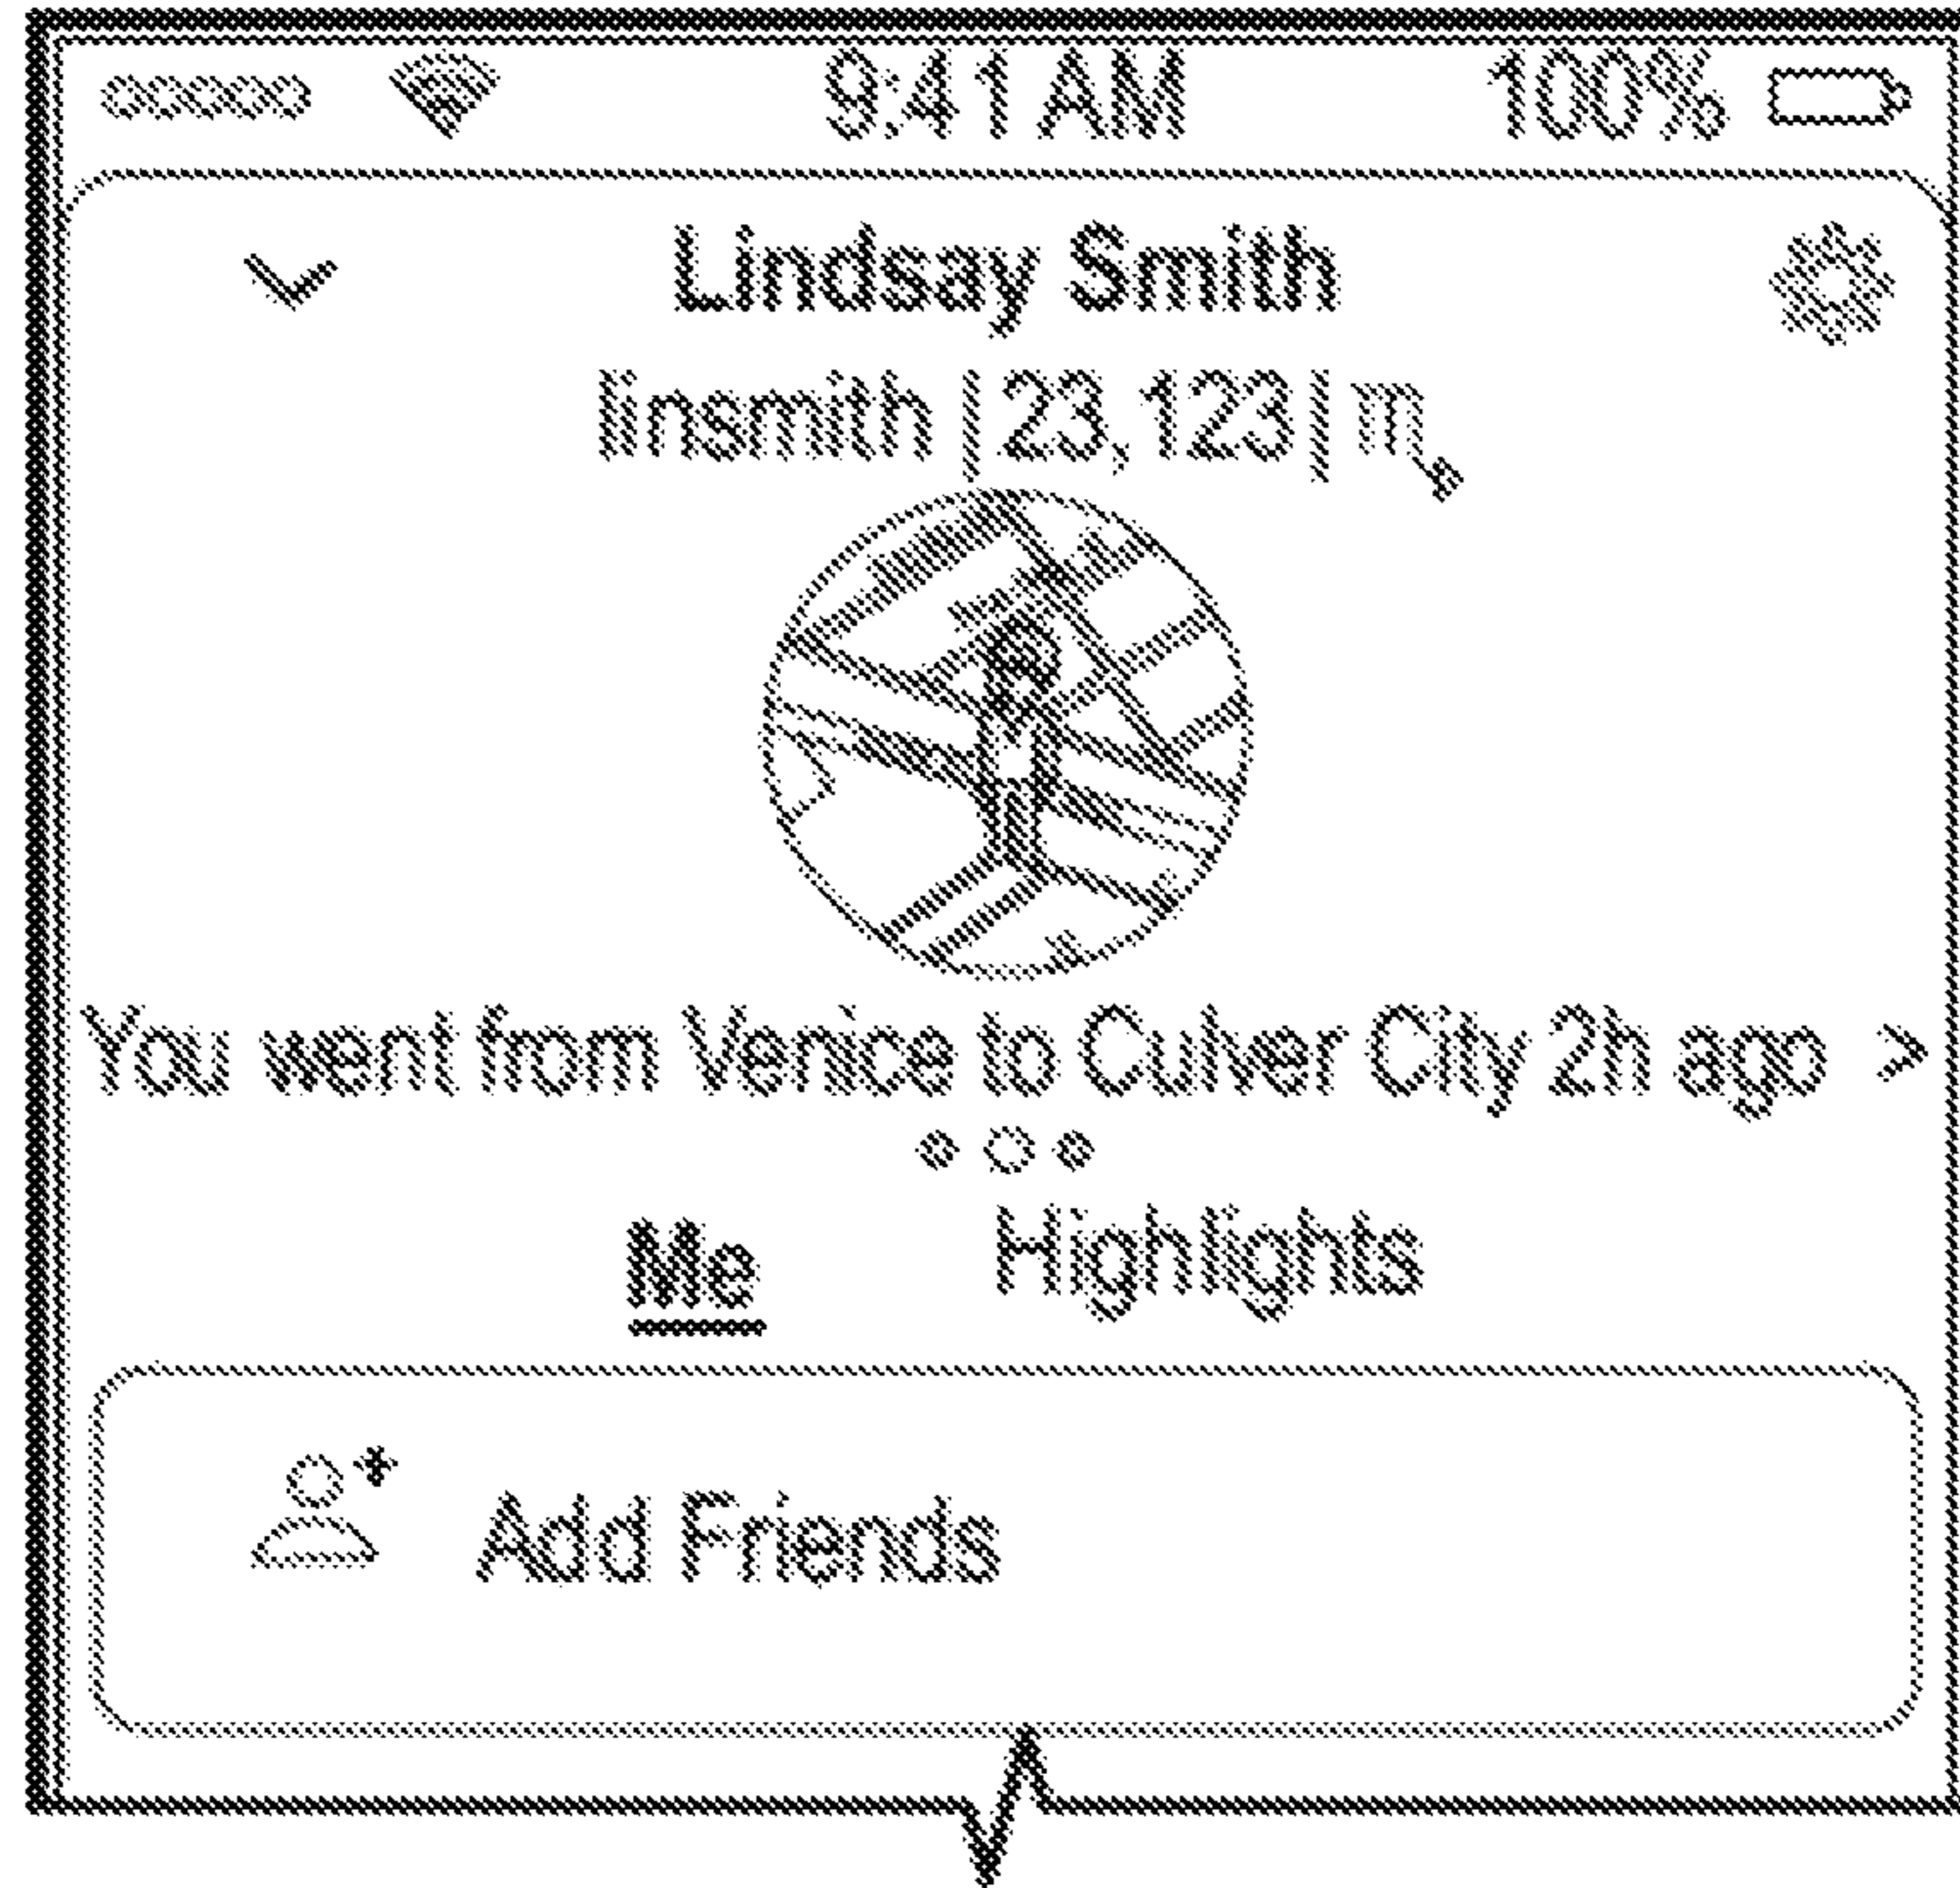 9:41 AM 100%
Lindsay Smith
linsmith | 23, 123 | ♍
You went from Venice to Culver City 2h ago >
Me Highlights
Add Friends